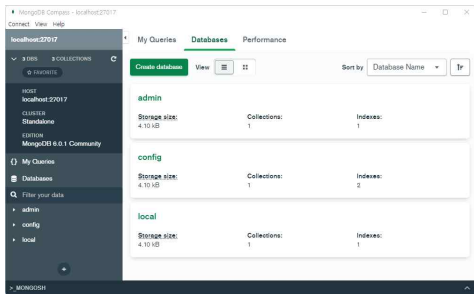 MongoDB Compass - localhost:27017
Connect View Help
localhost:27017
3 DBS 3 COLLECTIONS
FAVORITE
HOST
localhost:27017
CLUSTER
Standalone
EDITION
MongoDB 6.0.1 Community
{} My Queries
Databases
Filter your data
admin
config
local
+
My Queries Databases Performance
Create database View Sort by Database Name
admin
Storage size: Collections: Indexes:
4.10 kB 1 1
config
Storage size: Collections: Indexes:
4.10 kB 1 2
local
Storage size: Collections: Indexes:
4.10 kB 1 1
>_MONGOSH